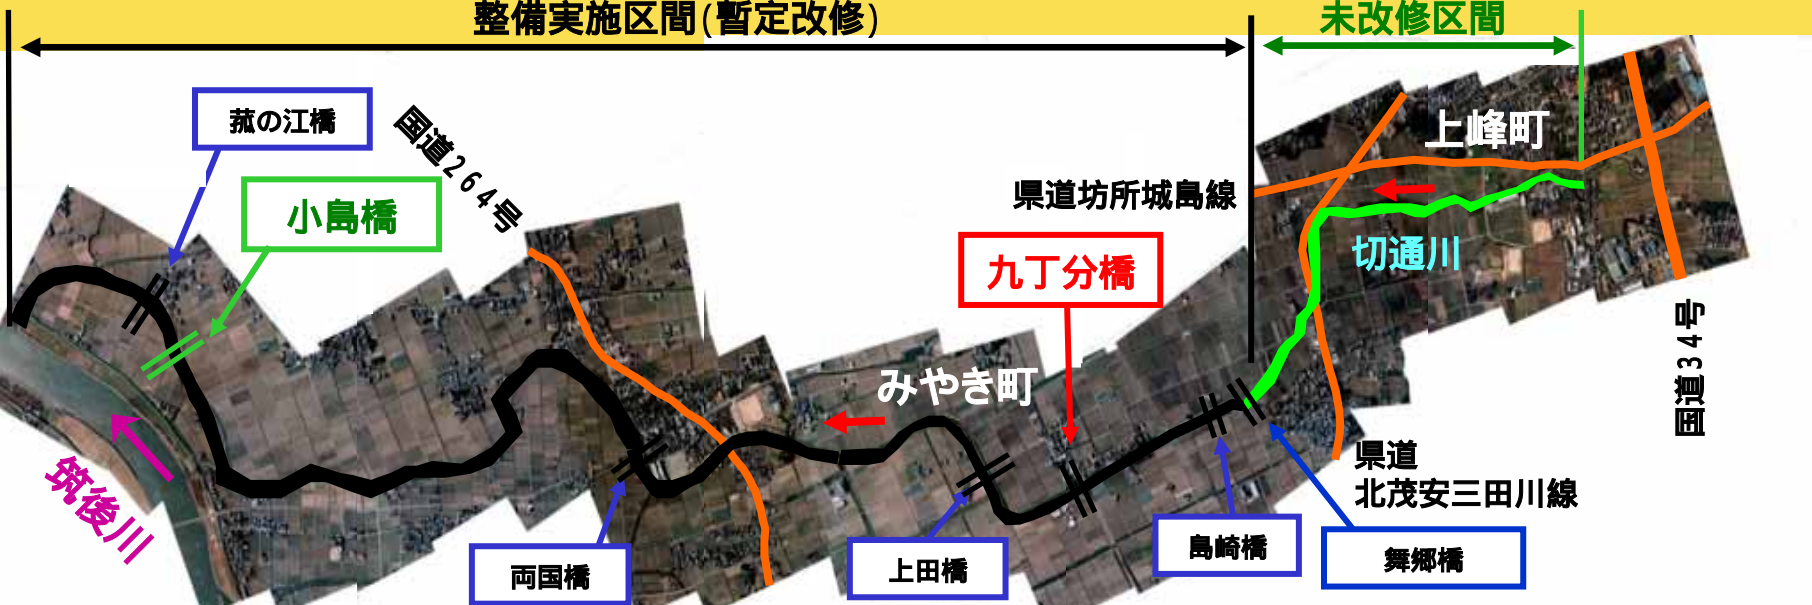 整備実施区間(暫定改修)
未改修区間
菰の江橋
国道264号
小島橋
上峰町
県道坊所城島線
切通川
九丁分橋
みやき町
国道34号
筑後川
県道
北茂安三田川線
両国橋
上田橋
島崎橋
舞郷橋